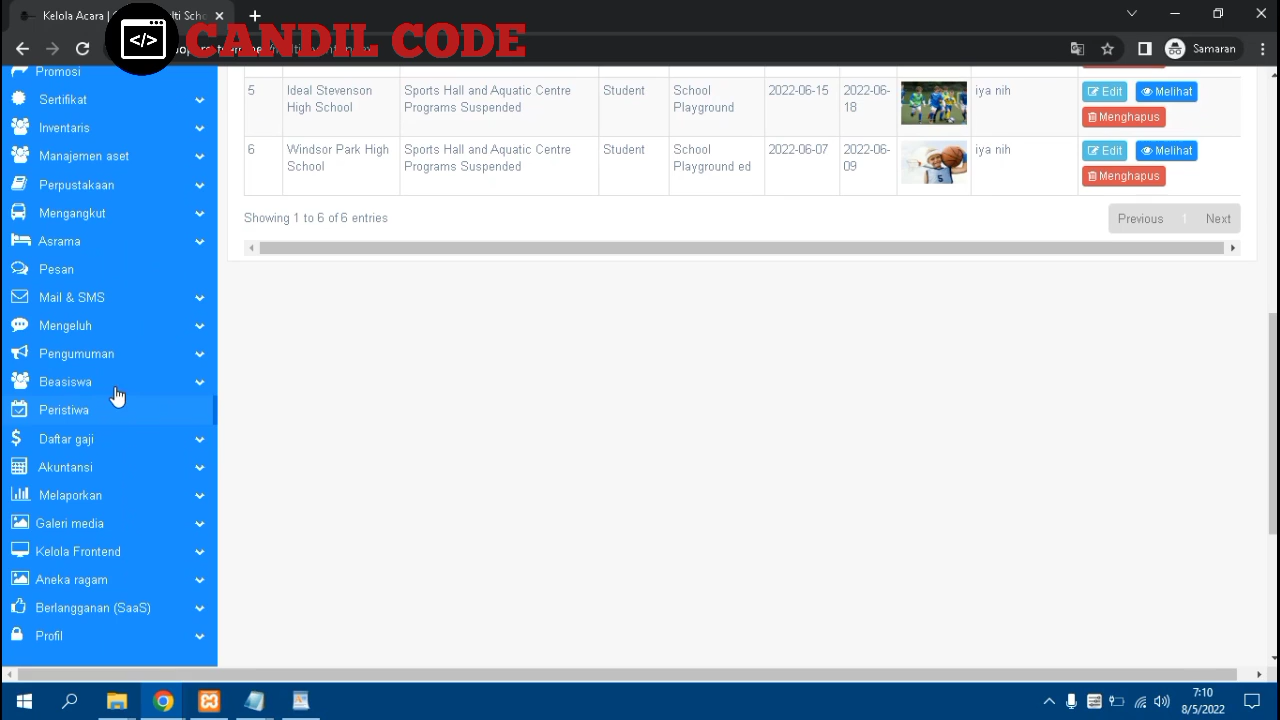 Kelola Acara |
ulti Scho
CANDIL CODE
</>
Samaran
Promosi
Sertifikat
Inventaris
Manajemen aset
Perpustakaan
Mengangkut
Asrama
Pesan
Mail & SMS
Mengeluh
Pengumuman
Beasiswa
Peristiwa
Daftar gaji
Akuntansi
Melaporkan
Galeri media
Kelola Frontend
Aneka ragam
Berlangganan (SaaS)
Profil
5 Ideal Stevenson Sports Hall and Aquatic Centre Student School 2022-06-15 2022-06- iya nih Edit Melihat
High School Programs Suspended Playground 18 Menghapus
6 Windsor Park High Sports Hall and Aquatic Centre Student School 2022-06-07 2022-06- iya nih Edit Melihat
School Programs Suspended Playground ed 09 Menghapus
Showing 1 to 6 of 6 entries
Previous 1 Next
7:10
8/5/2022